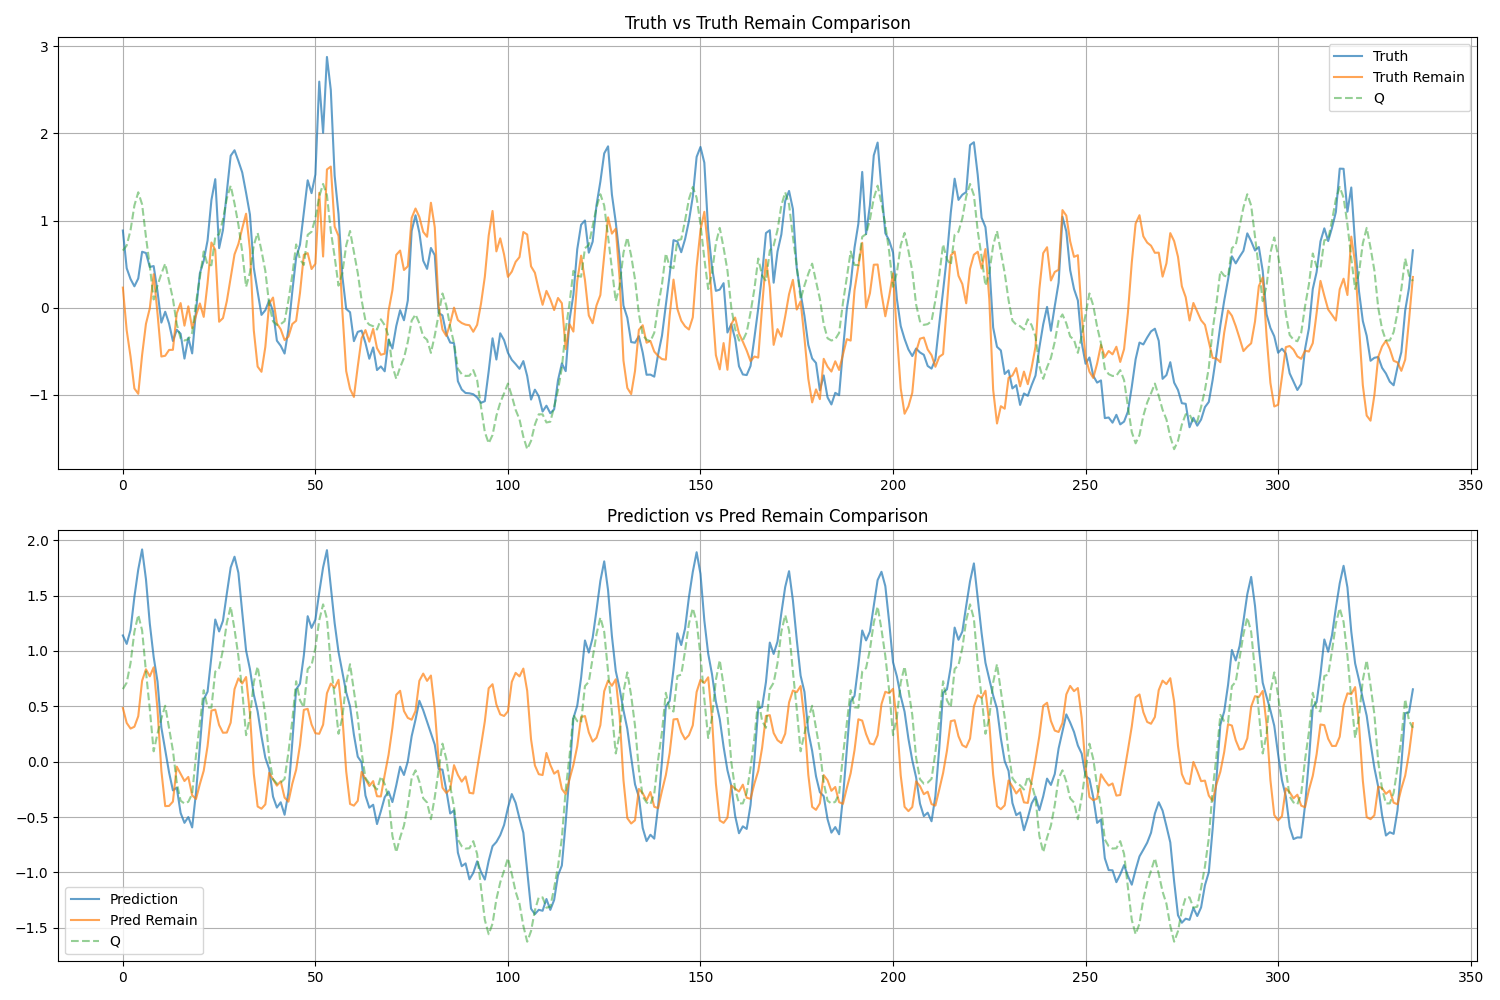 Truth vs Truth Remain Comparison
3
2
1
0
−1
Truth
Truth Remain
Q
0 50 100 150 200 250 300 350
Prediction vs Pred Remain Comparison
2.0
1.5
1.0
0.5
0.0
−0.5
−1.0
−1.5
Prediction
Pred Remain
Q
0 50 100 150 200 250 300 350